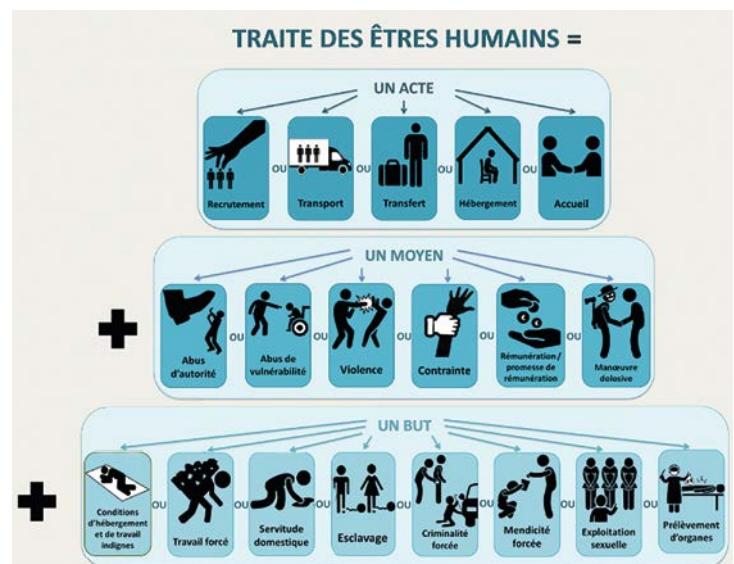 TRAITE DES ÊTRES HUMAINS =
UN ACTE
Recrutement
OU
Transport
OU
Transfert
OU
Hébergement
OU
Accueil
+
UN MOYEN
Abus
d'autorité
OU
Abus de
vulnérabilité
OU
Violence
OU
Contrainte
OU
Rémunération /
promesse de
rémunération
OU
Manœuvre
dolosive
+
UN BUT
Conditions
d'hébergement
et de travail
indignes
OU
Travail forcé
OU
Servitude
domestique
OU
Esclavage
OU
Criminalité
forcée
OU
Mendicité
forcée
OU
Exploitation
sexuelle
OU
Prélèvement
d'organes